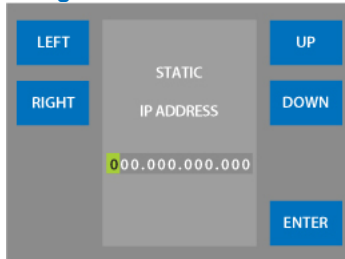 LEFT
RIGHT
STATIC
IP ADDRESS
000.000.000.000
UP
DOWN
ENTER